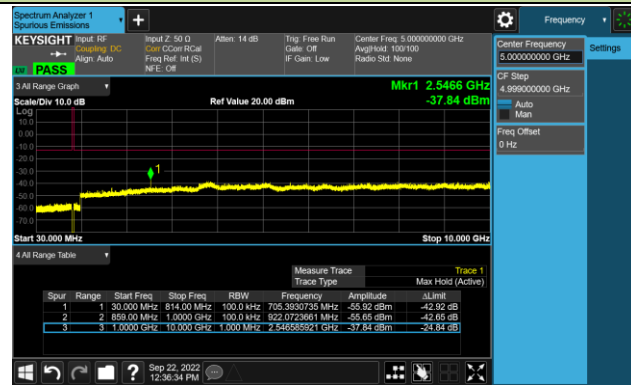 Spectrum Analyzer 1
Spurious Emissions
Frequency
KEYSIGHT
Input: RF
Coupling: DC
Align: Auto
Input Z: 50 Ω
Corr CCorr RCal
Freq Ref: Int (S)
NFE: Off
Atten: 14 dB
Trig: Free Run
Gate: Off
IF Gain: Low
Center Freq: 5.000000000 GHz
Avg|Hold: 100/100
Radio Std: None
PASS
Center Frequency
5.000000000 GHz
Settings
CF Step
4.999000000 GHz
Auto
Man
Freq Offset
0 Hz
3 All Range Graph
Mkr1 2.5466 GHz
-37.84 dBm
Scale/Div 10.0 dB
Ref Value 20.00 dBm
Log
10.0
0.00
-10.0
-20.0
-30.0
-40.0
-50.0
-60.0
-70.0
1
Start 30.000 MHz
Stop 10.000 GHz
4 All Range Table
Measure Trace Trace 1
Trace Type Max Hold (Active)
Spur Range Start Freq Stop Freq RBW Frequency Amplitude ΔLimit
1 1 30.000 MHz 814.00 MHz 100.0 kHz 705.3930735 MHz -55.92 dBm -42.92 dB
2 2 859.00 MHz 1.0000 GHz 100.0 kHz 922.0723661 MHz -55.65 dBm -42.65 dB
3 3 1.0000 GHz 10.000 GHz 1.000 MHz 2.546585921 GHz -37.84 dBm -24.84 dB
Sep 22, 2022
12:36:34 PM